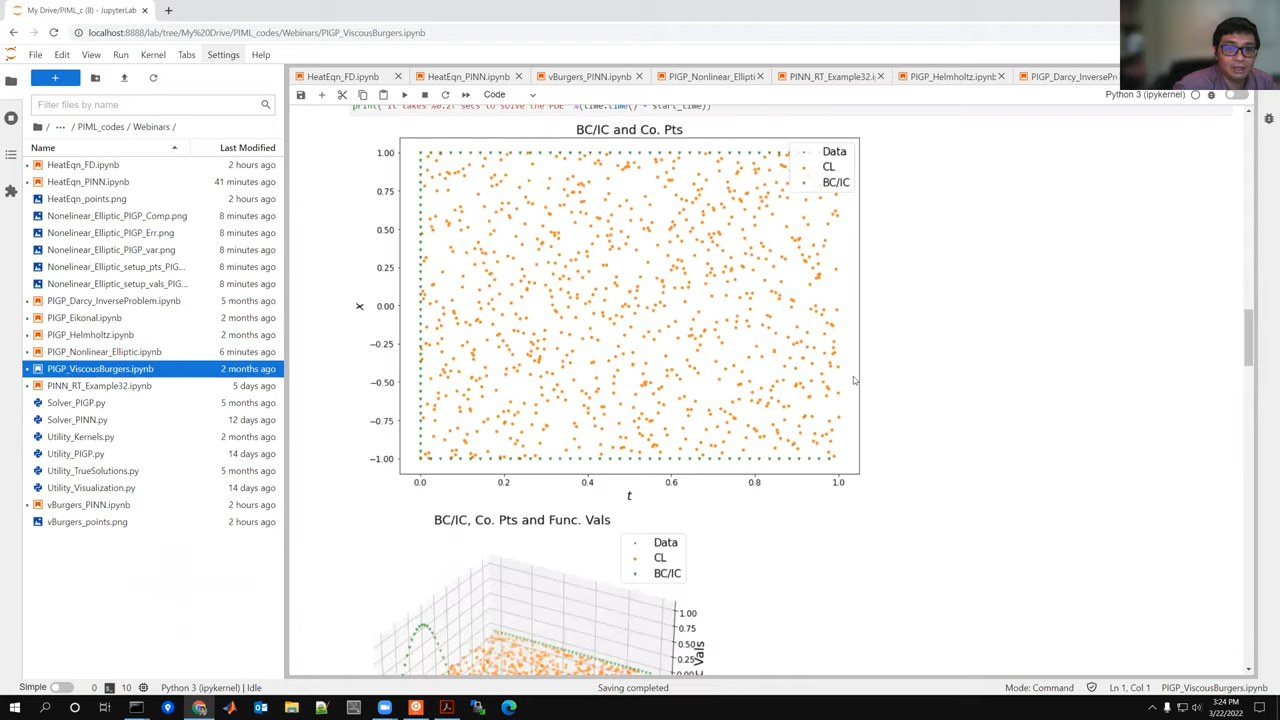 My Drive/PIML_c (8) - JupyterLab
localhost:8888/lab/tree/My%20Drive/PIML_codes/Webinars/PIGP_ViscousBurgers.ipynb
File Edit View Run Kernel Tabs Settings Help
HeatEqn_FD.ipynb
HeatEqn_PINN.ipynb
vBurgers_PINN.ipynb
PIGP_Nonlinear_Ellipti
PINN_RT_Example32.i
PIGP_Helmholtz.ipynb
PIGP_Darcy_InversePro
Code
Python 3 (ipykernel)
Filter files by name
/ ··· / PIML_codes / Webinars /
Name Last Modified
HeatEqn_FD.ipynb 2 hours ago
HeatEqn_PINN.ipynb 41 minutes ago
HeatEqn_points.png 2 hours ago
Nonelinear_Elliptic_PIGP_Comp.png 8 minutes ago
Nonelinear_Elliptic_PIGP_Err.png 8 minutes ago
Nonelinear_Elliptic_PIGP_var.png 8 minutes ago
Nonelinear_Elliptic_setup_pts_PIG... 8 minutes ago
Nonelinear_Elliptic_setup_vals_PIG... 8 minutes ago
PIGP_Darcy_InverseProblem.ipynb 5 months ago
PIGP_Eikonal.ipynb 2 months ago
PIGP_Helmholtz.ipynb 2 months ago
PIGP_Nonlinear_Elliptic.ipynb 6 minutes ago
PIGP_ViscousBurgers.ipynb 2 months ago
PINN_RT_Example32.ipynb 5 days ago
Solver_PIGP.py 5 months ago
Solver_PINN.py 12 days ago
Utility_Kernels.py 2 months ago
Utility_PIGP.py 14 days ago
Utility_TrueSolutions.py 5 months ago
Utility_Visualization.py 14 days ago
vBurgers_PINN.ipynb 2 hours ago
vBurgers_points.png 2 hours ago
BC/IC and Co. Pts
Data
CL
BC/IC
1.00
0.75
0.50
0.25
0.00
−0.25
−0.50
−0.75
−1.00
x
0.0 0.2 0.4 0.6 0.8 1.0
t
BC/IC, Co. Pts and Func. Vals
Data
CL
BC/IC
1.00
0.75
0.50
0.25
0.00
Vals
Simple 0 10 Python 3 (ipykernel) | Idle Saving completed Mode: Command Ln 1, Col 1 PIGP_ViscousBurgers.ipynb
3:24 PM
3/22/2022